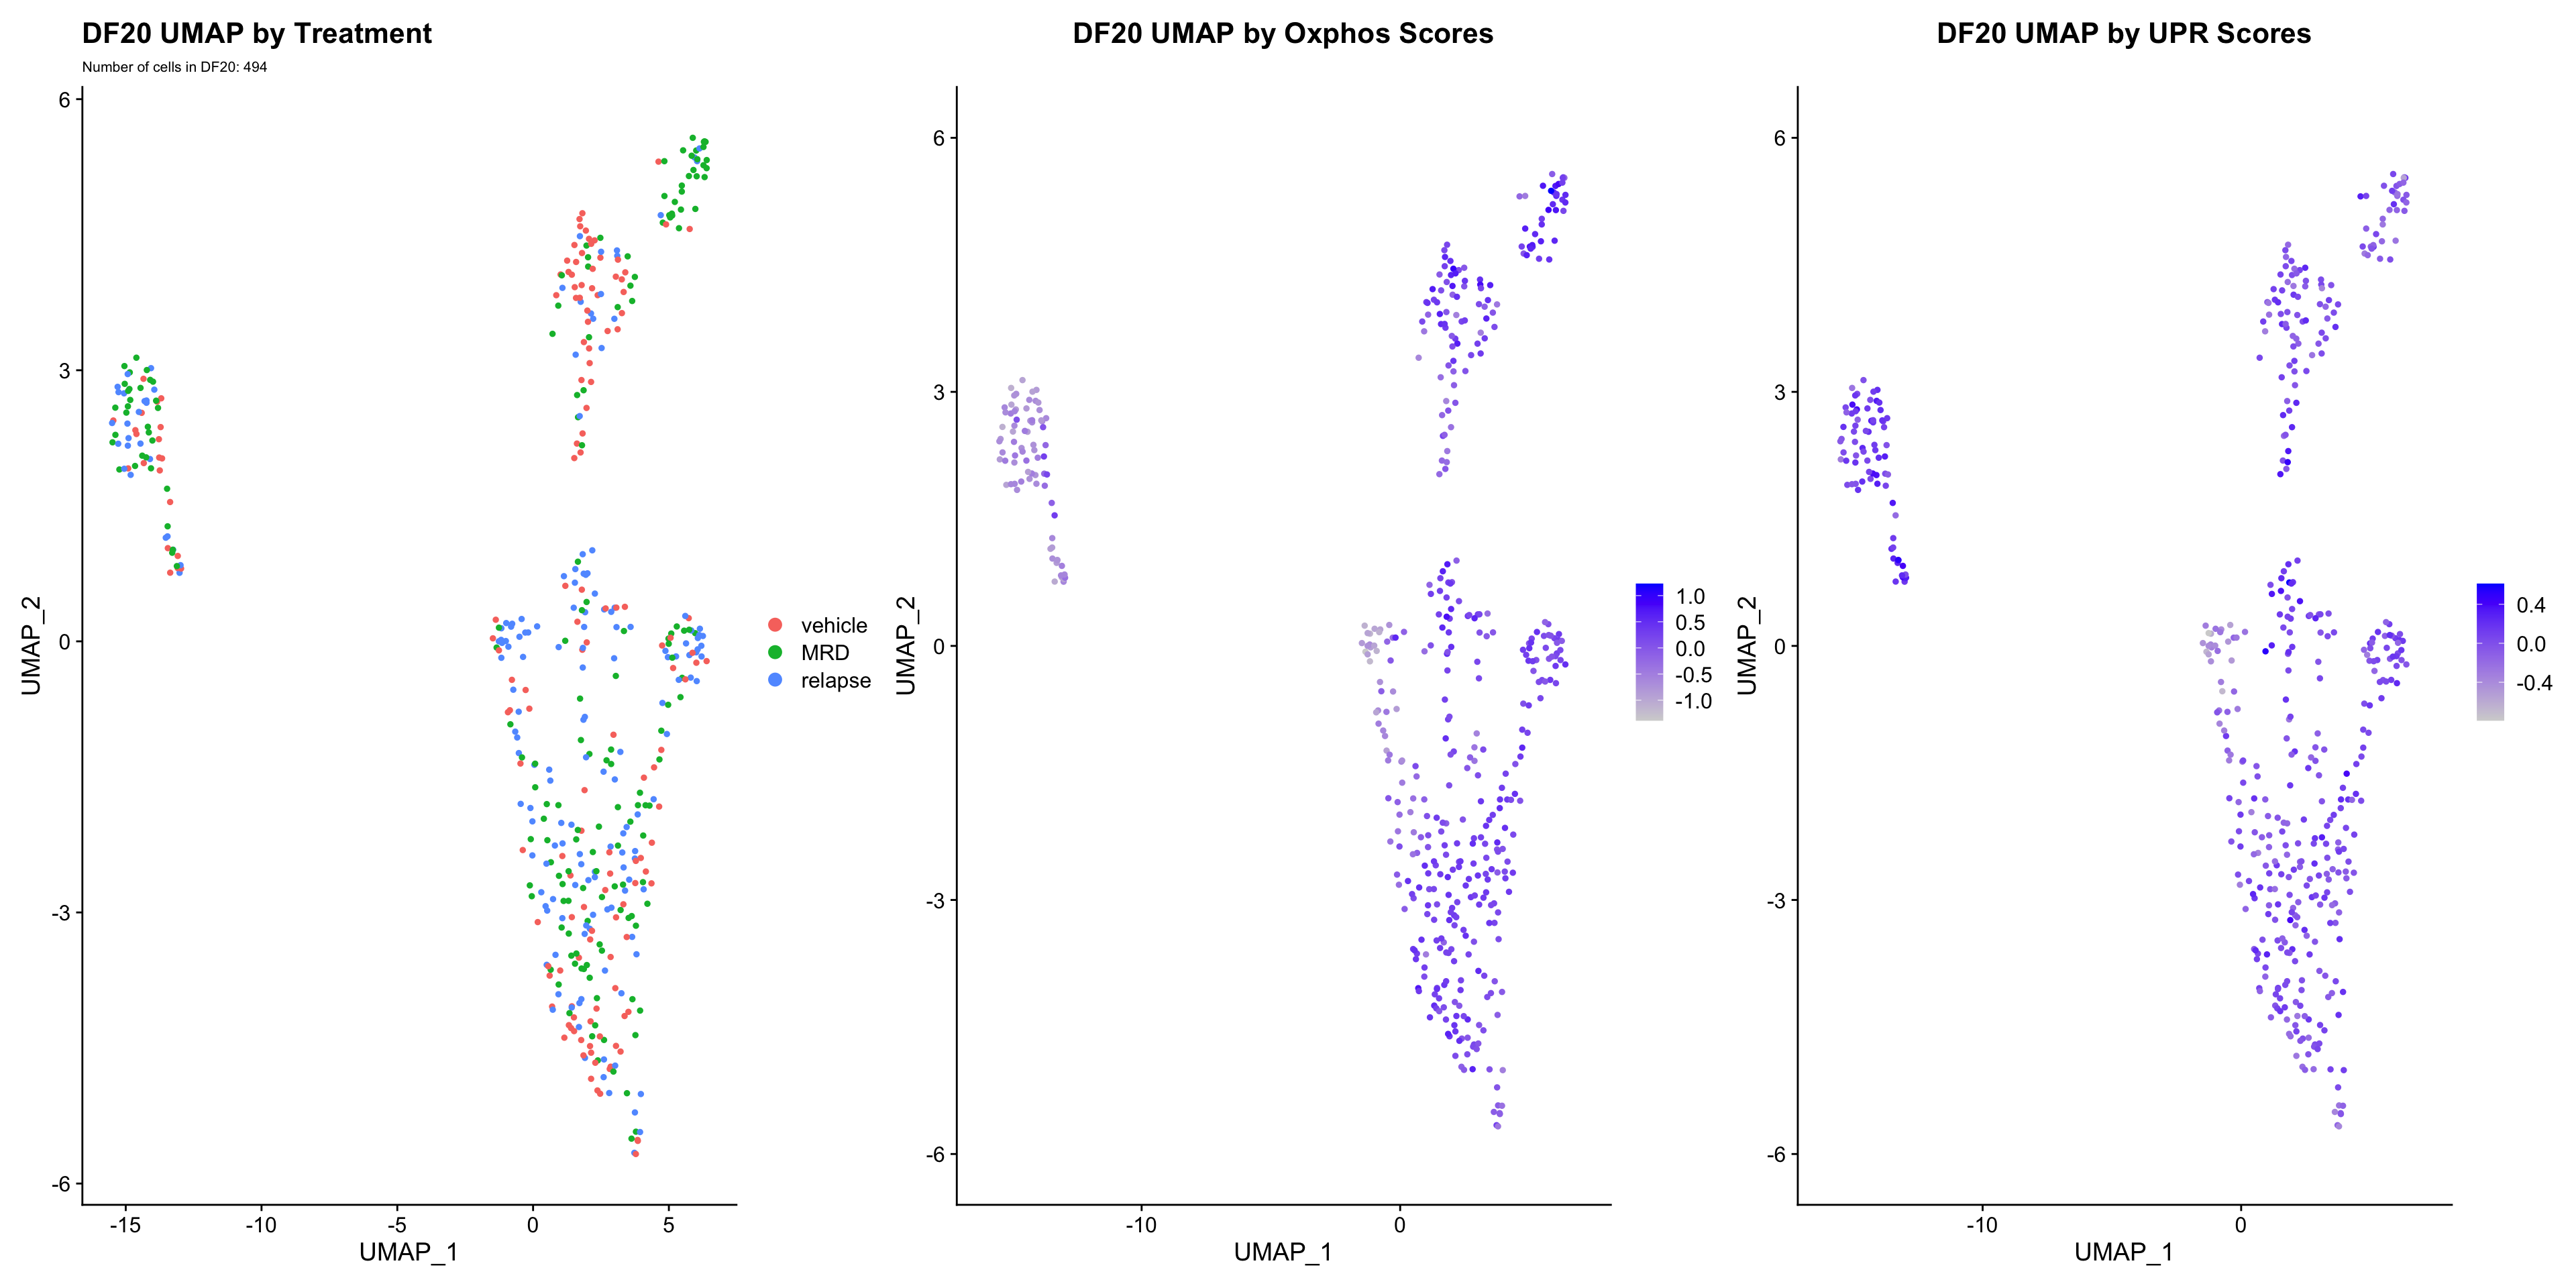 DF20 UMAP by Treatment
Number of cells in DF20: 494
6
3
0
-3
-6
UMAP_2
-15
-10
-5
0
5
UMAP_1
vehicle
MRD
relapse
DF20 UMAP by Oxphos Scores
6
3
0
-3
-6
UMAP_2
-10
0
UMAP_1
1.0
0.5
0.0
-0.5
-1.0
DF20 UMAP by UPR Scores
6
3
0
-3
-6
UMAP_2
-10
0
UMAP_1
0.4
0.0
-0.4